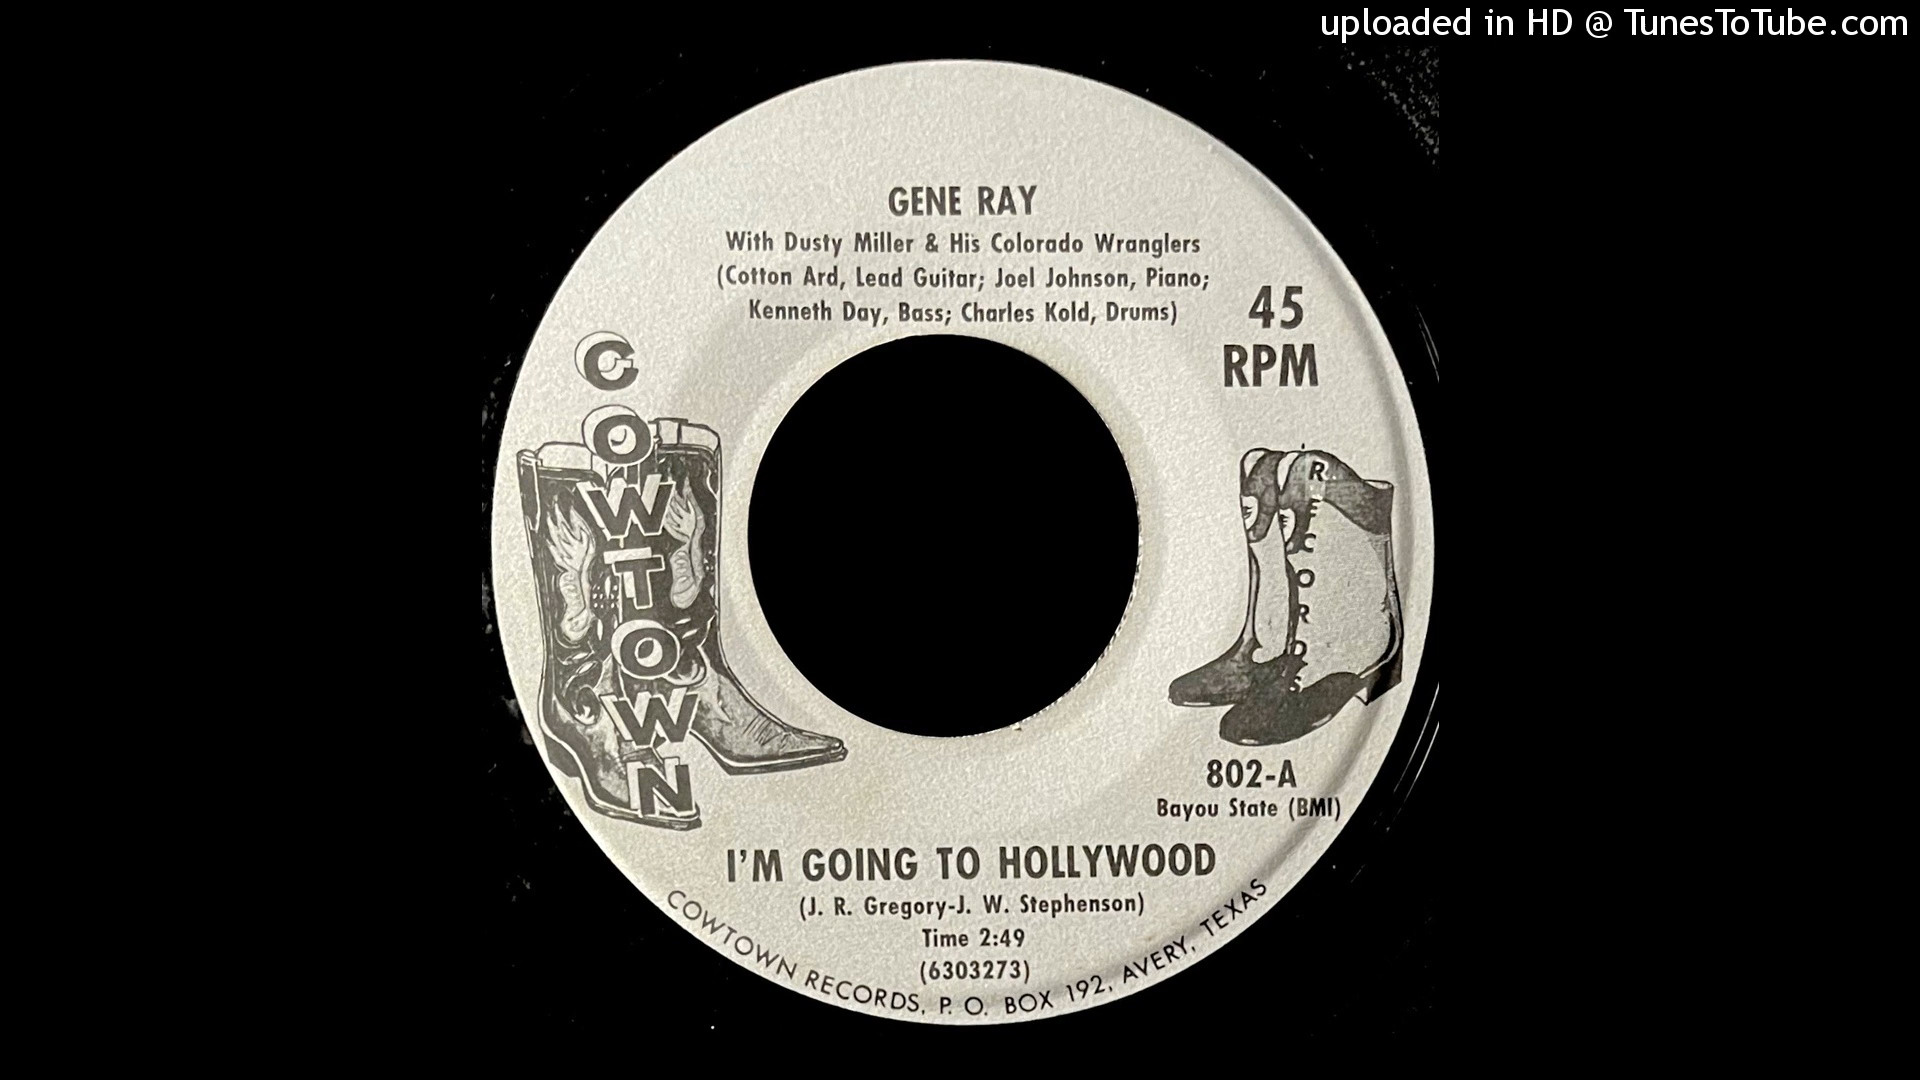 uploaded in HD @ TunesToTube.com
GENE RAY
With Dusty Miller & His Colorado Wranglers
(Cotton Ard, Lead Guitar; Joel Johnson, Piano;
Kenneth Day, Bass; Charles Kold, Drums)
45
RPM
COWTOWN
RECORDS
802-A
Bayou State (BMI)
I'M GOING TO HOLLYWOOD
(J. R. Gregory-J. W. Stephenson)
Time 2:49
(6303273)
COWTOWN RECORDS, P. O. BOX 192, AVERY, TEXAS